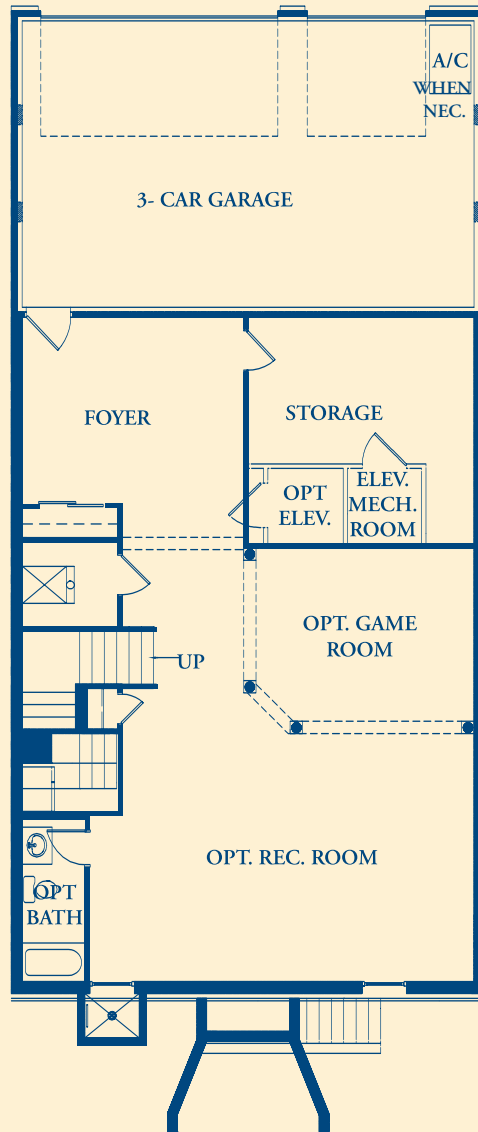 A/C
WHEN
NEC.
3- CAR GARAGE
FOYER
STORAGE
OPT
ELEV.
ELEV.
MECH.
ROOM
OPT. GAME
ROOM
UP
OPT. REC. ROOM
OPT
BATH